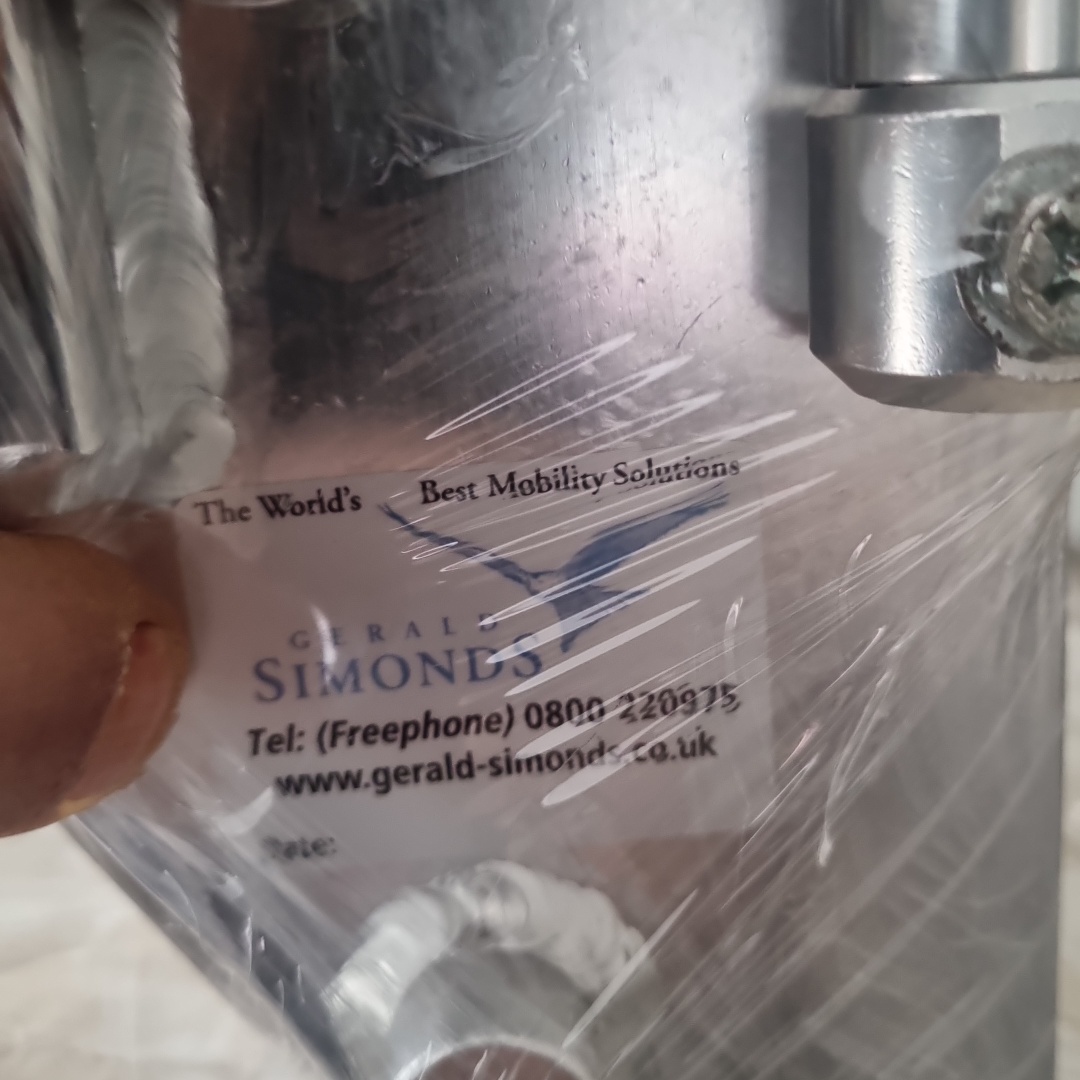 The World's Best Mobility Solutions
GERALD
SIMONDS
Tel: (Freephone) 0800 220975
www.gerald-simonds.co.uk
Date: